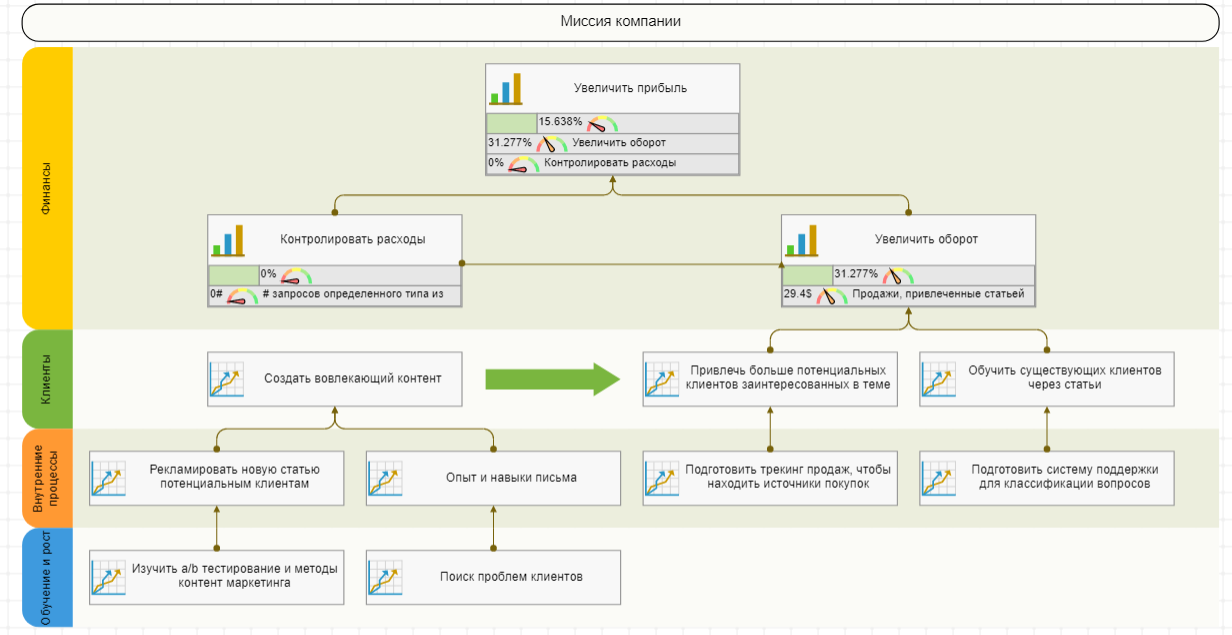 Миссия компании
Финансы
Увеличить прибыль
15.638%
31.277% Увеличить оборот
0% Контролировать расходы
Контролировать расходы
0%
0# # запросов определенного типа из
Увеличить оборот
31.277%
29.4$ Продажи, привлеченные статьей
Клиенты
Создать вовлекающий контент
Привлечь больше потенциальных
клиентов заинтересованных в теме
Обучить существующих клиентов
через статьи
Внутренние
процессы
Рекламировать новую статью
потенциальным клиентам
Опыт и навыки письма
Подготовить трекинг продаж, чтобы
находить источники покупок
Подготовить систему поддержки
для классификации вопросов
Обучение и рост
Изучить a/b тестирование и методы
контент маркетинга
Поиск проблем клиентов